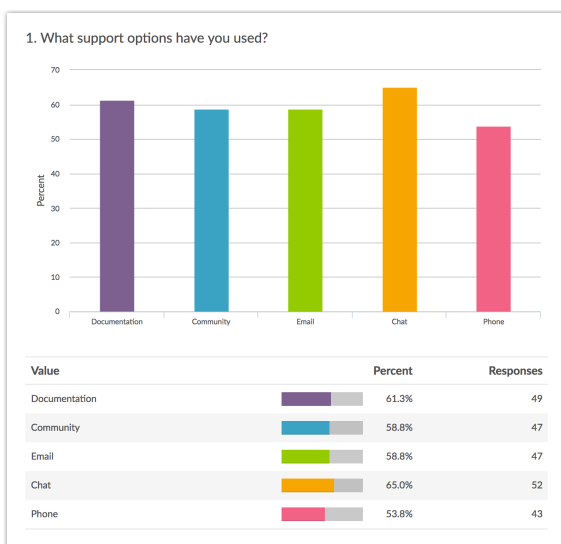 1. What support options have you used?
70
60
50
40
30
20
10
0
Percent
Documentation Community Email Chat Phone
Value Percent Responses
Documentation 61.3% 49
Community 58.8% 47
Email 58.8% 47
Chat 65.0% 52
Phone 53.8% 43